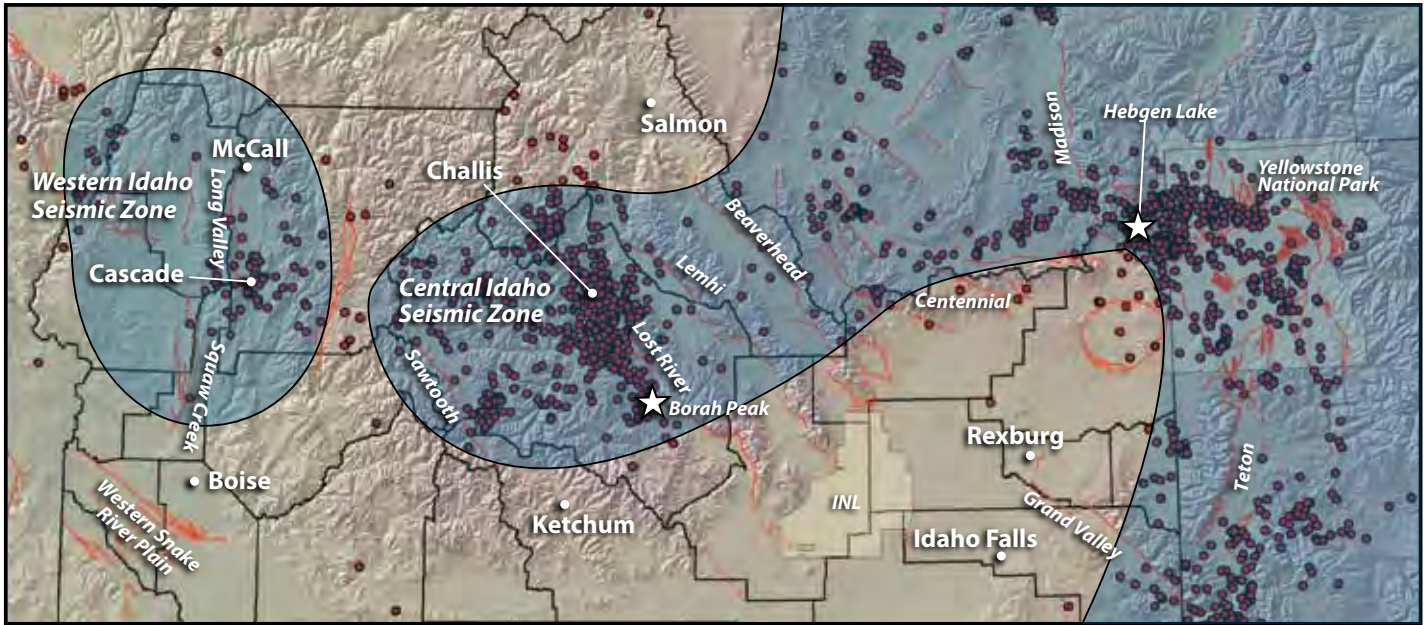 Hebgen Lake
Madison
Salmon
McCall
Challis
Yellowstone
National Park
Western Idaho
Seismic Zone
Long Valley
Beaverhead
Lemhi
Cascade
Central Idaho
Seismic Zone
Centennial
Lost River
Sawtooth
Squaw Creek
Borah Peak
Rexburg
Teton
Boise
Western Snake
River Plain
Ketchum
INL
Grand Valley
Idaho Falls